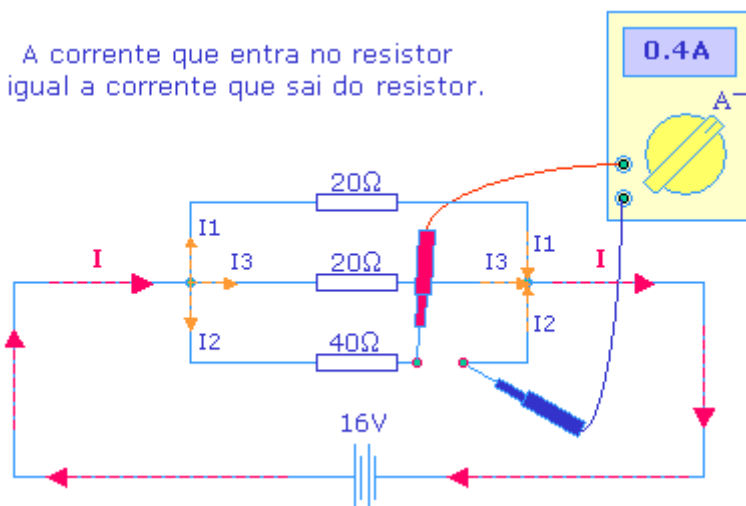 A corrente que entra no resistor
igual a corrente que sai do resistor.
0.4A
A
20Ω
I1
I1
I
I3
20Ω
I3
I
I2
40Ω
I2
16V